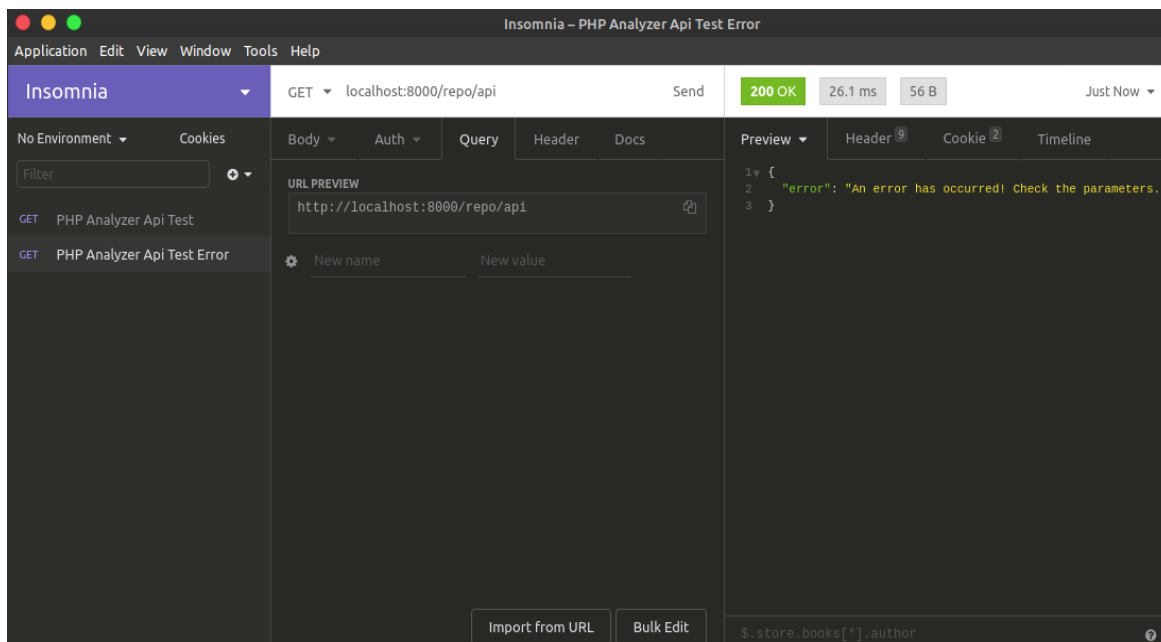 Insomnia – PHP Analyzer Api Test Error
Application Edit View Window Tools Help
Insomnia
GET localhost:8000/repo/api Send
200 OK 26.1 ms 56 B Just Now
No Environment Cookies
Body Auth Query Header Docs
Preview Header 9 Cookie 2 Timeline
Filter
URL PREVIEW
http://localhost:8000/repo/api
1 {
2 "error": "An error has occurred! Check the parameters.
3 }
GET PHP Analyzer Api Test
GET PHP Analyzer Api Test Error
New name New value
Import from URL Bulk Edit
$.store.books[*].author